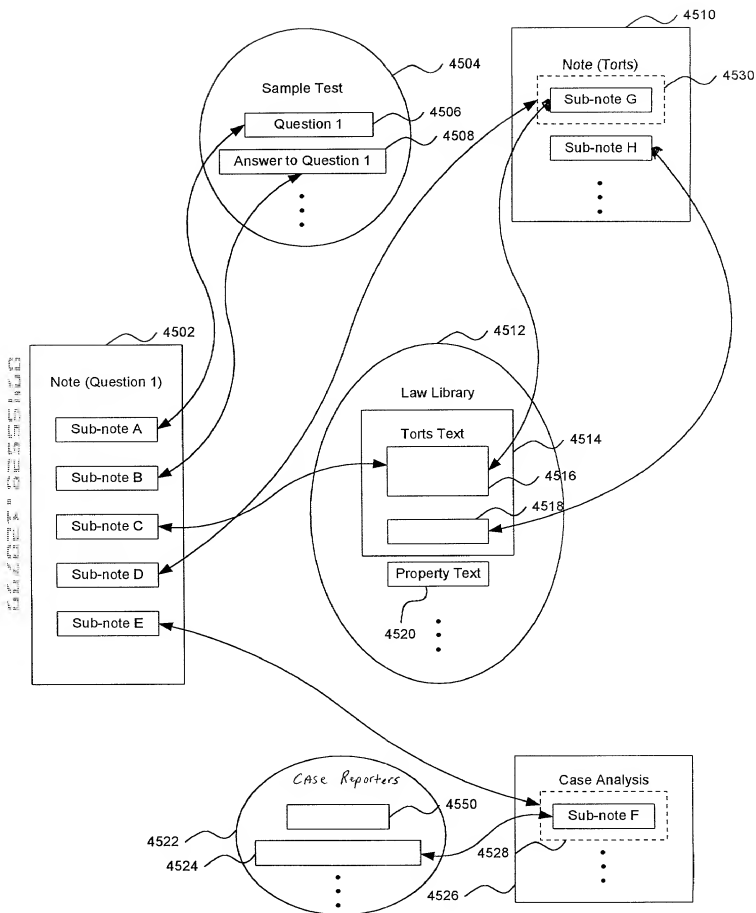 4510
4504
Note (Torts)
4530
Sample Test
Sub-note G
Question 1
4506
4508
Answer to Question 1
Sub-note H
4502
4512
Note (Question 1)
Law Library
Sub-note A
Torts Text
4514
Sub-note B
4516
Sub-note C
4518
Sub-note D
Property Text
Sub-note E
4520
Case Reporters
Case Analysis
4550
Sub-note F
4522
4524
4528
4526